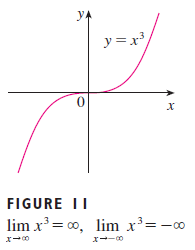 y
y = x³
0
x
FIGURE 11
lim x³ = ∞, lim x³ = −∞
x→∞ x→−∞